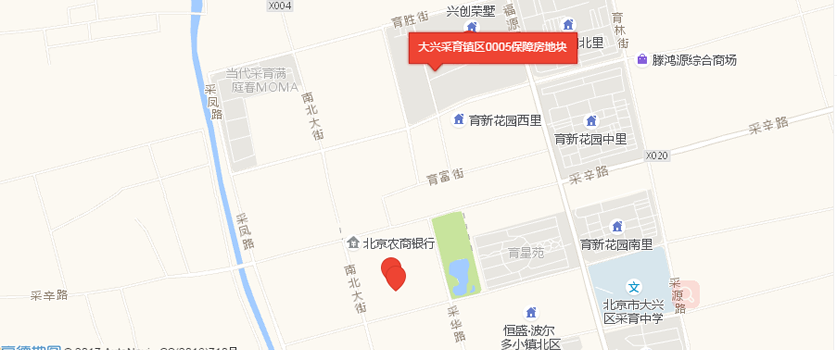 X004
育胜街
兴创荣墅
福源
育林街
北里
大兴采育镇区0005保障房地块
滕鸿源综合商场
当代采育满
庭春MOMA
采凤路
南北大街
育新花园西里
育新花园中里
采辛路
X020
育富街
采辛路
采凤路
北京农商银行
育星苑
育新花园南里
南北大街
采辛路
采华路
北京市大兴
区采育中学
采源路
恒盛·波尔
多小镇北区